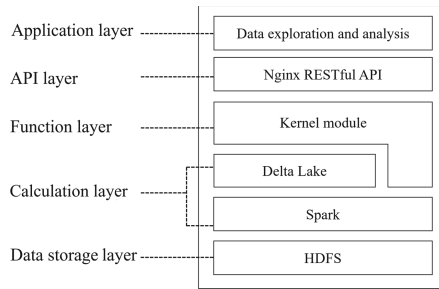 Application layer
Data exploration and analysis
API layer
Nginx RESTful API
Function layer
Kernel module
Delta Lake
Calculation layer
Spark
Data storage layer
HDFS